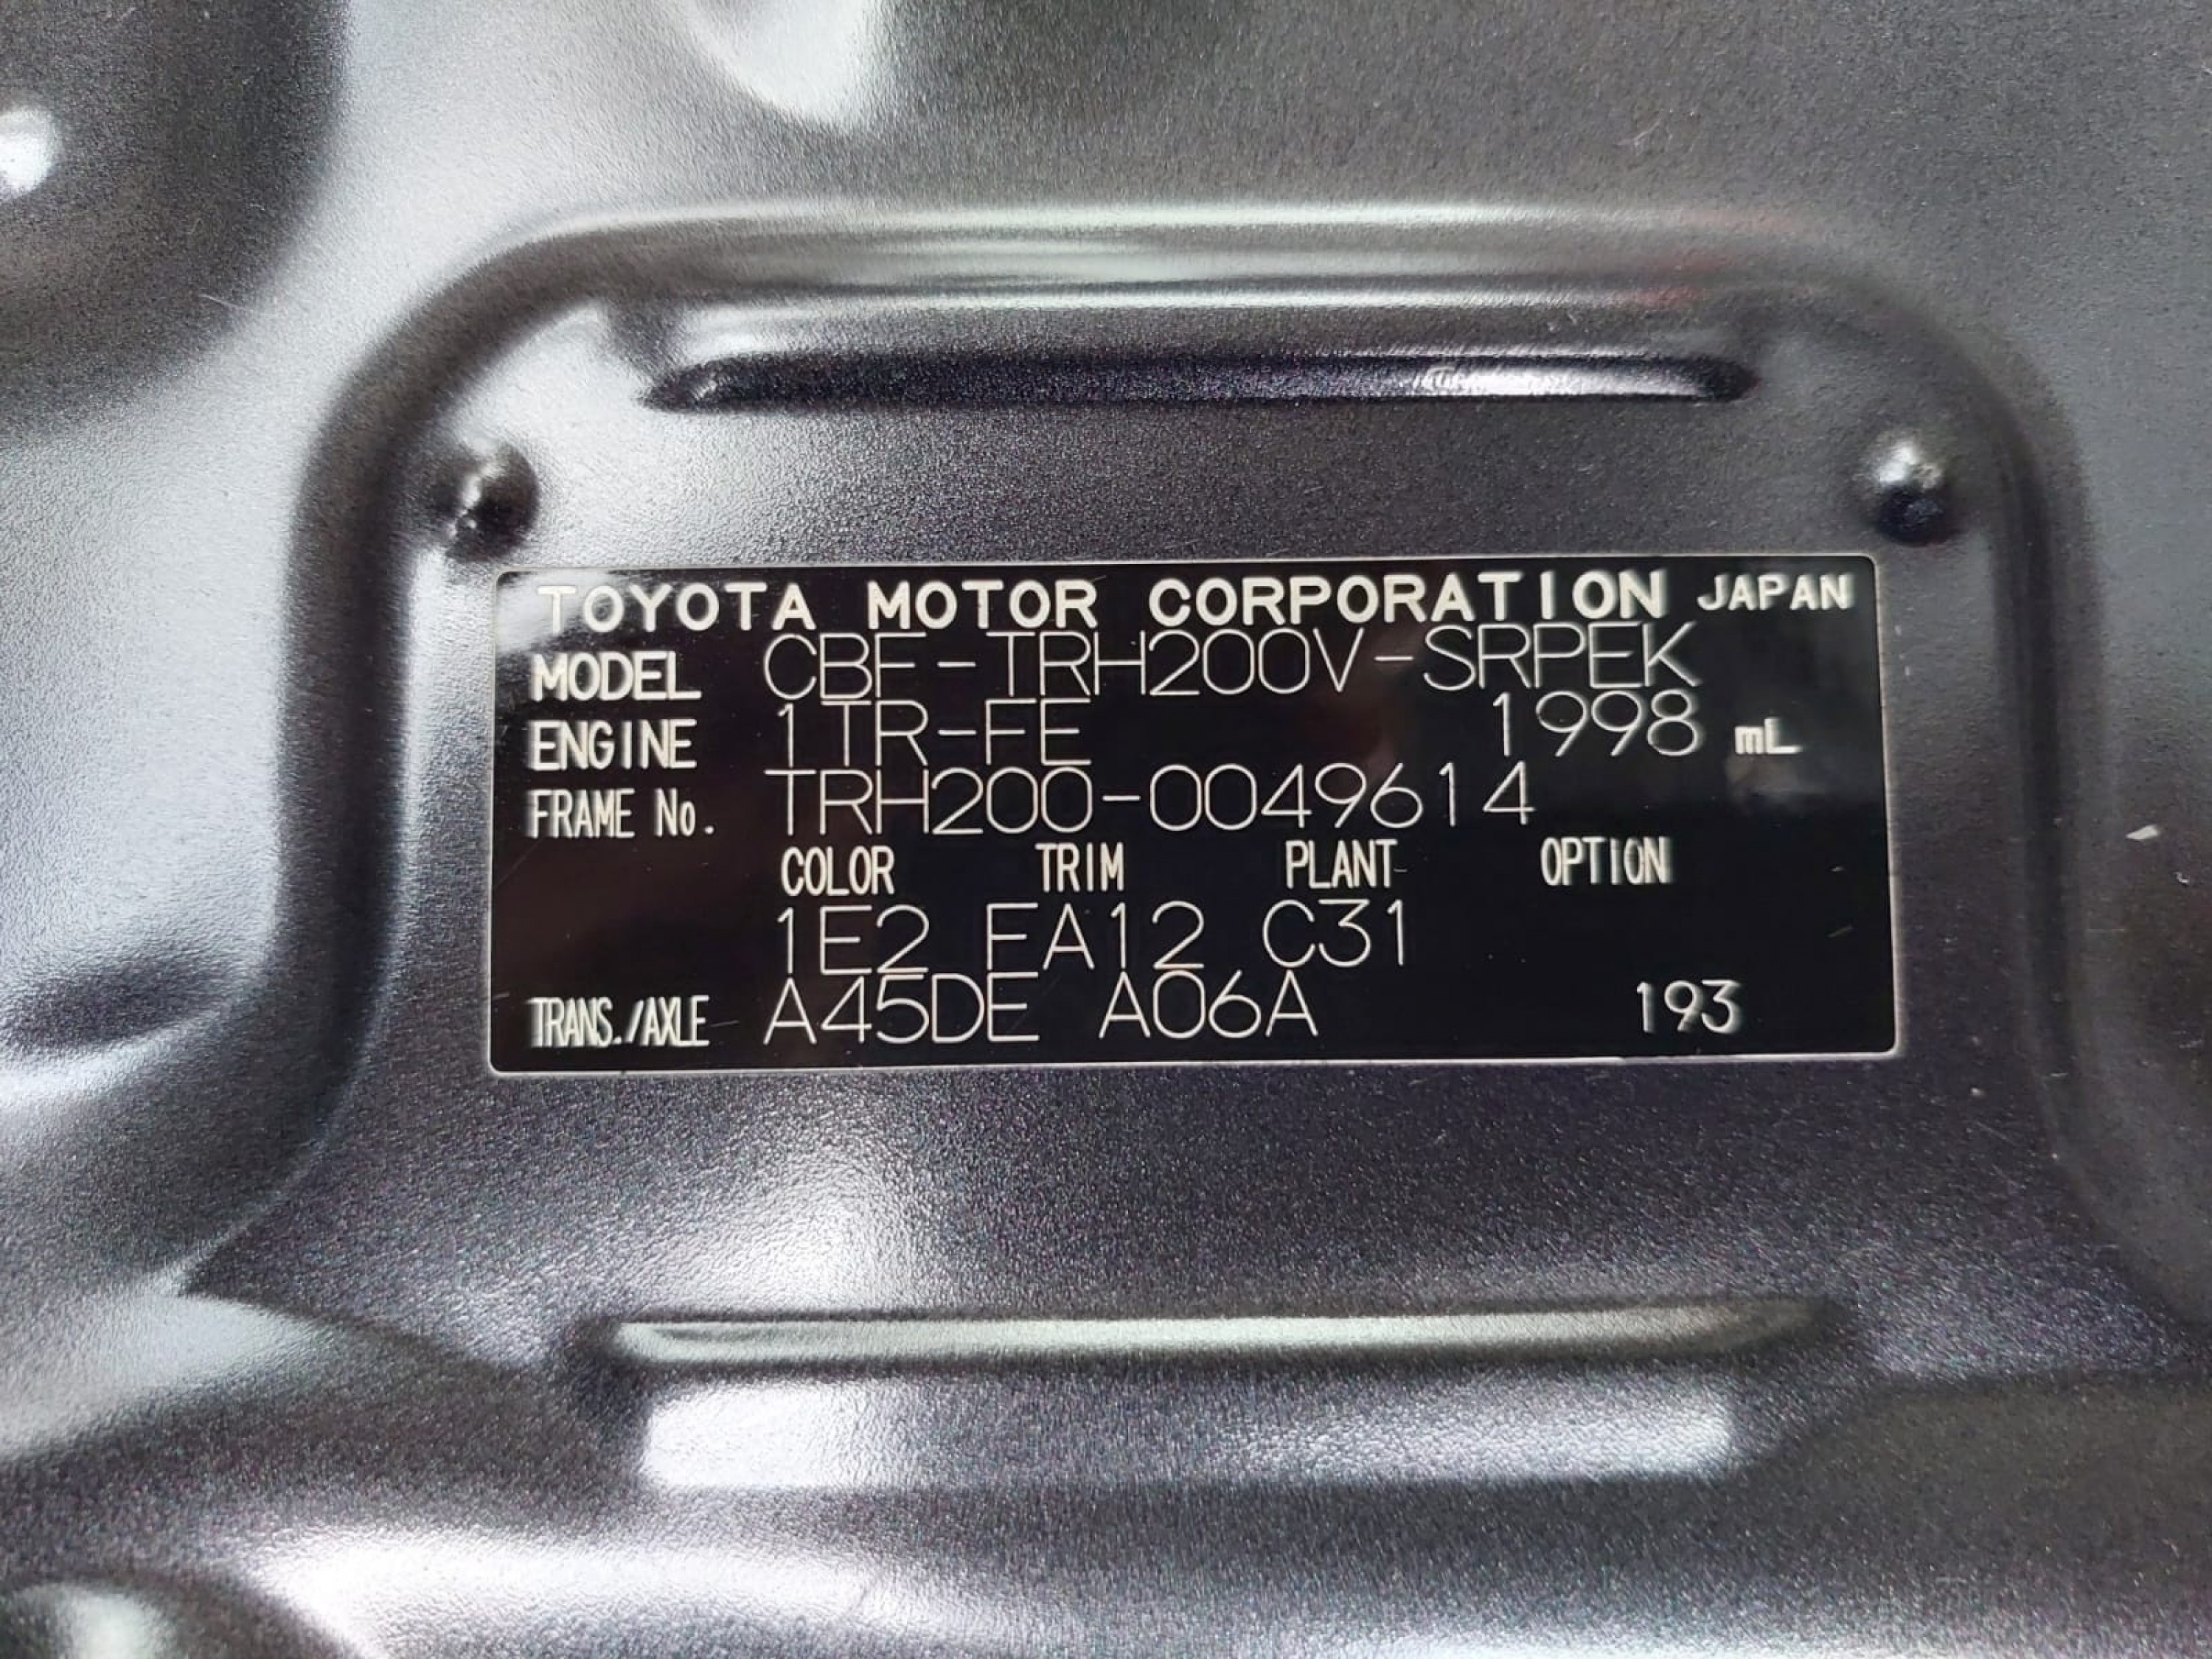 TOYOTA MOTOR CORPORATION JAPAN
MODEL CBF-TRH200V-SRPEK
ENGINE 1TR-FE 1998 mL
FRAME No. TRH200-0049614
COLOR TRIM PLANT OPTION
1E2 FA12 C31
TRANS./AXLE A45DE A06A 193